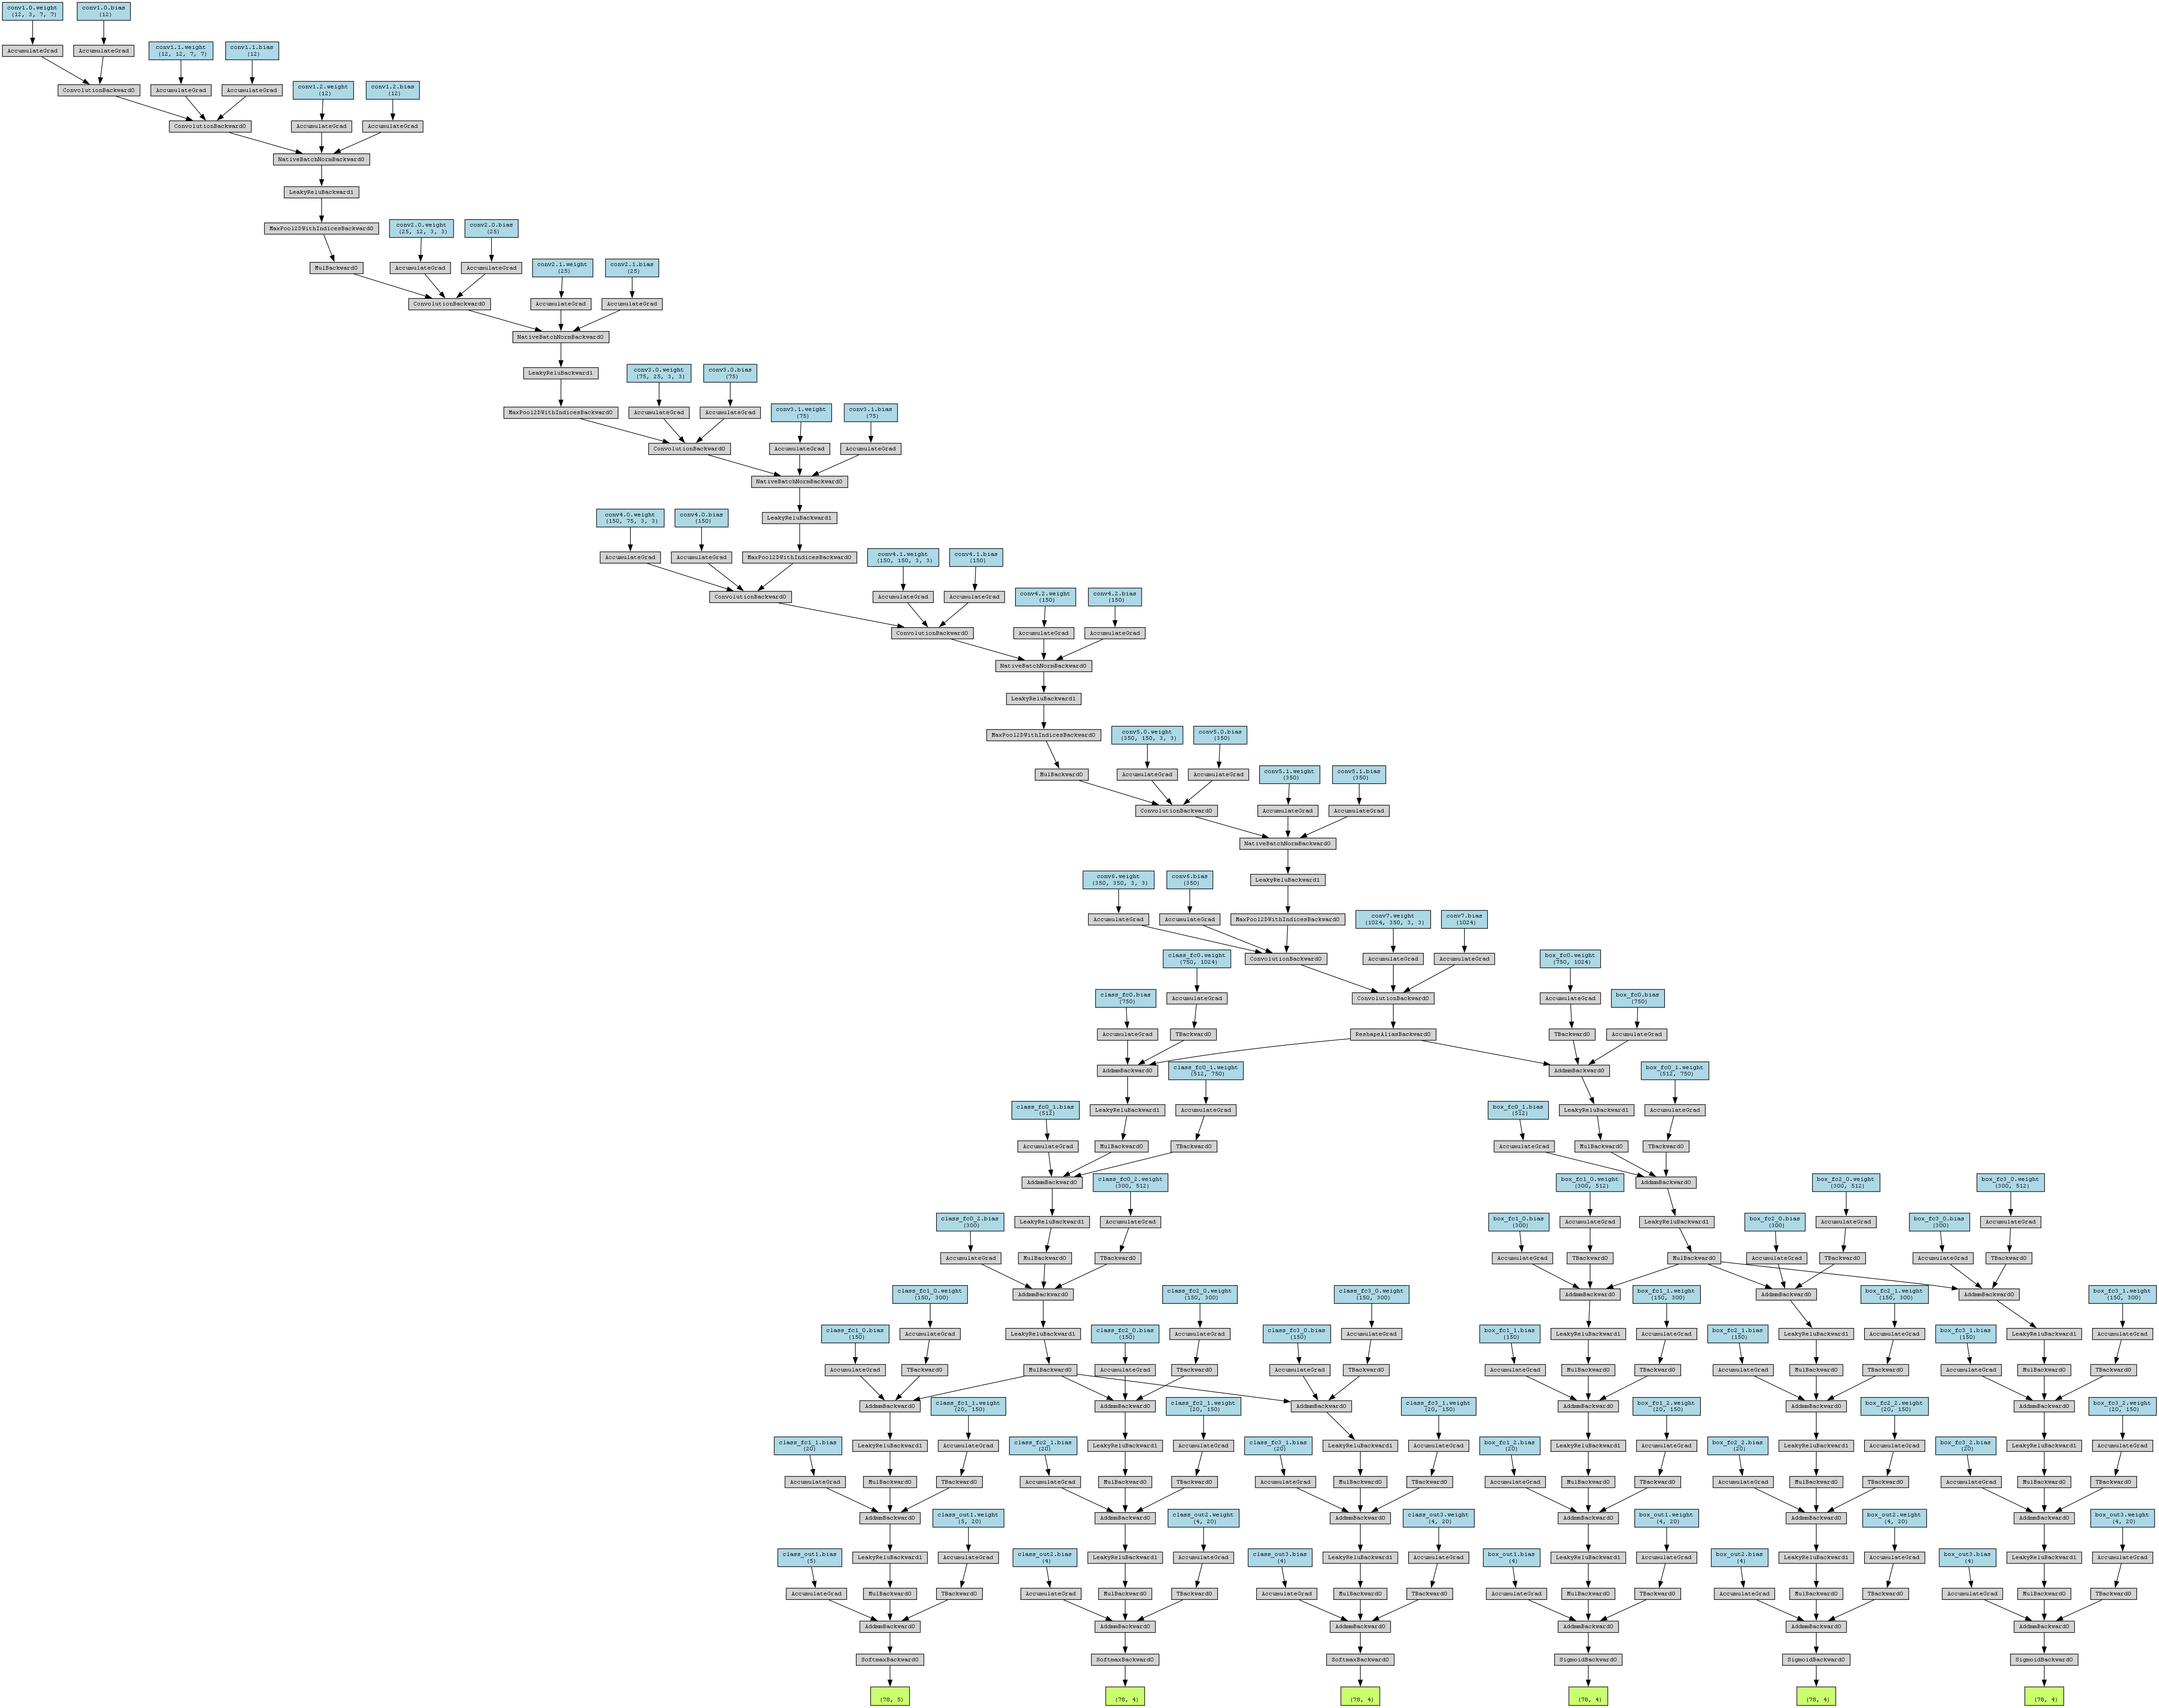 conv1.0.weight
(12, 3, 7, 7)
conv1.0.bias
(12)
AccumulateGrad
AccumulateGrad
conv1.1.weight
(12, 12, 7, 7)
conv1.1.bias
(12)
ConvolutionBackward0
AccumulateGrad
AccumulateGrad
conv1.2.weight
(12)
conv1.2.bias
(12)
ConvolutionBackward0
AccumulateGrad
AccumulateGrad
NativeBatchNormBackward0
LeakyReluBackward1
MaxPool2DWithIndicesBackward0
conv2.0.weight
(25, 12, 3, 3)
conv2.0.bias
(25)
MulBackward0
AccumulateGrad
AccumulateGrad
conv2.1.weight
(25)
conv2.1.bias
(25)
ConvolutionBackward0
AccumulateGrad
AccumulateGrad
NativeBatchNormBackward0
LeakyReluBackward1
conv3.0.weight
(75, 25, 3, 3)
conv3.0.bias
(75)
MaxPool2DWithIndicesBackward0
AccumulateGrad
AccumulateGrad
conv3.1.weight
(75)
conv3.1.bias
(75)
ConvolutionBackward0
AccumulateGrad
AccumulateGrad
NativeBatchNormBackward0
conv4.0.weight
(150, 75, 3, 3)
conv4.0.bias
(150)
LeakyReluBackward1
AccumulateGrad
AccumulateGrad
MaxPool2DWithIndicesBackward0
conv4.1.weight
(150, 150, 3, 3)
conv4.1.bias
(150)
ConvolutionBackward0
AccumulateGrad
AccumulateGrad
conv4.2.weight
(150)
conv4.2.bias
(150)
ConvolutionBackward0
AccumulateGrad
AccumulateGrad
NativeBatchNormBackward0
LeakyReluBackward1
MaxPool2DWithIndicesBackward0
conv5.0.weight
(350, 150, 3, 3)
conv5.0.bias
(350)
MulBackward0
AccumulateGrad
AccumulateGrad
conv5.1.weight
(350)
conv5.1.bias
(350)
ConvolutionBackward0
AccumulateGrad
AccumulateGrad
NativeBatchNormBackward0
conv6.weight
(350, 350, 3, 3)
conv6.bias
(350)
LeakyReluBackward1
AccumulateGrad
AccumulateGrad
MaxPool2DWithIndicesBackward0
conv7.weight
(1024, 350, 3, 3)
conv7.bias
(1024)
class_fc0.weight
(750, 1024)
ConvolutionBackward0
AccumulateGrad
AccumulateGrad
box_fc0.weight
(750, 1024)
class_fc0.bias
(750)
AccumulateGrad
ConvolutionBackward0
AccumulateGrad
box_fc0.bias
(750)
AccumulateGrad
TBackward0
ReshapeAliasBackward0
TBackward0
AccumulateGrad
AddmmBackward0
class_fc0_1.weight
(512, 750)
AddmmBackward0
box_fc0_1.weight
(512, 750)
class_fc0_1.bias
(512)
LeakyReluBackward1
AccumulateGrad
box_fc0_1.bias
(512)
LeakyReluBackward1
AccumulateGrad
AccumulateGrad
MulBackward0
TBackward0
AccumulateGrad
MulBackward0
TBackward0
AddmmBackward0
class_fc0_2.weight
(300, 512)
box_fc1_0.weight
(300, 512)
AddmmBackward0
box_fc2_0.weight
(300, 512)
box_fc3_0.weight
(300, 512)
class_fc0_2.bias
(300)
LeakyReluBackward1
AccumulateGrad
box_fc1_0.bias
(300)
AccumulateGrad
LeakyReluBackward1
box_fc2_0.bias
(300)
AccumulateGrad
box_fc3_0.bias
(300)
AccumulateGrad
AccumulateGrad
MulBackward0
TBackward0
AccumulateGrad
TBackward0
MulBackward0
AccumulateGrad
TBackward0
AccumulateGrad
TBackward0
class_fc1_0.weight
(150, 300)
AddmmBackward0
class_fc2_0.weight
(150, 300)
class_fc3_0.weight
(150, 300)
AddmmBackward0
box_fc1_1.weight
(150, 300)
AddmmBackward0
box_fc2_1.weight
(150, 300)
AddmmBackward0
box_fc3_1.weight
(150, 300)
class_fc1_0.bias
(150)
AccumulateGrad
LeakyReluBackward1
class_fc2_0.bias
(150)
AccumulateGrad
class_fc3_0.bias
(150)
AccumulateGrad
box_fc1_1.bias
(150)
LeakyReluBackward1
AccumulateGrad
box_fc2_1.bias
(150)
LeakyReluBackward1
AccumulateGrad
box_fc3_1.bias
(150)
LeakyReluBackward1
AccumulateGrad
AccumulateGrad
TBackward0
MulBackward0
AccumulateGrad
TBackward0
AccumulateGrad
TBackward0
AccumulateGrad
MulBackward0
TBackward0
AccumulateGrad
MulBackward0
TBackward0
AccumulateGrad
MulBackward0
TBackward0
AddmmBackward0
class_fc1_1.weight
(20, 150)
AddmmBackward0
class_fc2_1.weight
(20, 150)
AddmmBackward0
class_fc3_1.weight
(20, 150)
AddmmBackward0
box_fc1_2.weight
(20, 150)
AddmmBackward0
box_fc2_2.weight
(20, 150)
AddmmBackward0
box_fc3_2.weight
(20, 150)
class_fc1_1.bias
(20)
LeakyReluBackward1
AccumulateGrad
class_fc2_1.bias
(20)
LeakyReluBackward1
AccumulateGrad
class_fc3_1.bias
(20)
LeakyReluBackward1
AccumulateGrad
box_fc1_2.bias
(20)
LeakyReluBackward1
AccumulateGrad
box_fc2_2.bias
(20)
LeakyReluBackward1
AccumulateGrad
box_fc3_2.bias
(20)
LeakyReluBackward1
AccumulateGrad
AccumulateGrad
MulBackward0
TBackward0
AccumulateGrad
MulBackward0
TBackward0
AccumulateGrad
MulBackward0
TBackward0
AccumulateGrad
MulBackward0
TBackward0
AccumulateGrad
MulBackward0
TBackward0
AccumulateGrad
MulBackward0
TBackward0
AddmmBackward0
class_out1.weight
(5, 20)
AddmmBackward0
class_out2.weight
(4, 20)
AddmmBackward0
class_out3.weight
(4, 20)
AddmmBackward0
box_out1.weight
(4, 20)
AddmmBackward0
box_out2.weight
(4, 20)
AddmmBackward0
box_out3.weight
(4, 20)
class_out1.bias
(5)
LeakyReluBackward1
AccumulateGrad
class_out2.bias
(4)
LeakyReluBackward1
AccumulateGrad
class_out3.bias
(4)
LeakyReluBackward1
AccumulateGrad
box_out1.bias
(4)
LeakyReluBackward1
AccumulateGrad
box_out2.bias
(4)
LeakyReluBackward1
AccumulateGrad
box_out3.bias
(4)
LeakyReluBackward1
AccumulateGrad
AccumulateGrad
MulBackward0
TBackward0
AccumulateGrad
MulBackward0
TBackward0
AccumulateGrad
MulBackward0
TBackward0
AccumulateGrad
MulBackward0
TBackward0
AccumulateGrad
MulBackward0
TBackward0
AccumulateGrad
MulBackward0
TBackward0
AddmmBackward0
AddmmBackward0
AddmmBackward0
AddmmBackward0
AddmmBackward0
AddmmBackward0
SoftmaxBackward0
SoftmaxBackward0
SoftmaxBackward0
SigmoidBackward0
SigmoidBackward0
SigmoidBackward0
(78, 5)
(78, 4)
(78, 4)
(78, 4)
(78, 4)
(78, 4)